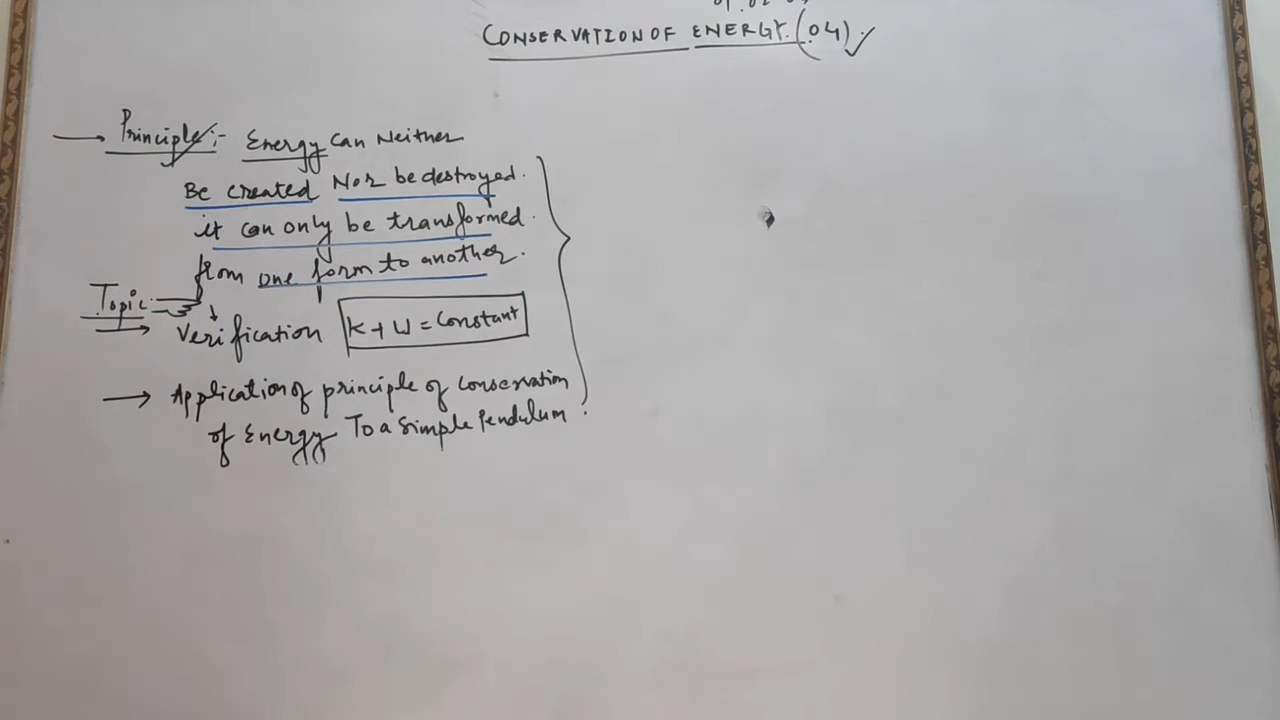 CONSERVATION OF ENERGY. (04)
Principle:- Energy Can Neither
Be created Nor be destroyed.
it can only be transformed.
from one form to another.
Topic
Verification K + U = Constant
Application of principle of Conservation
of Energy To a Simple Pendulum.